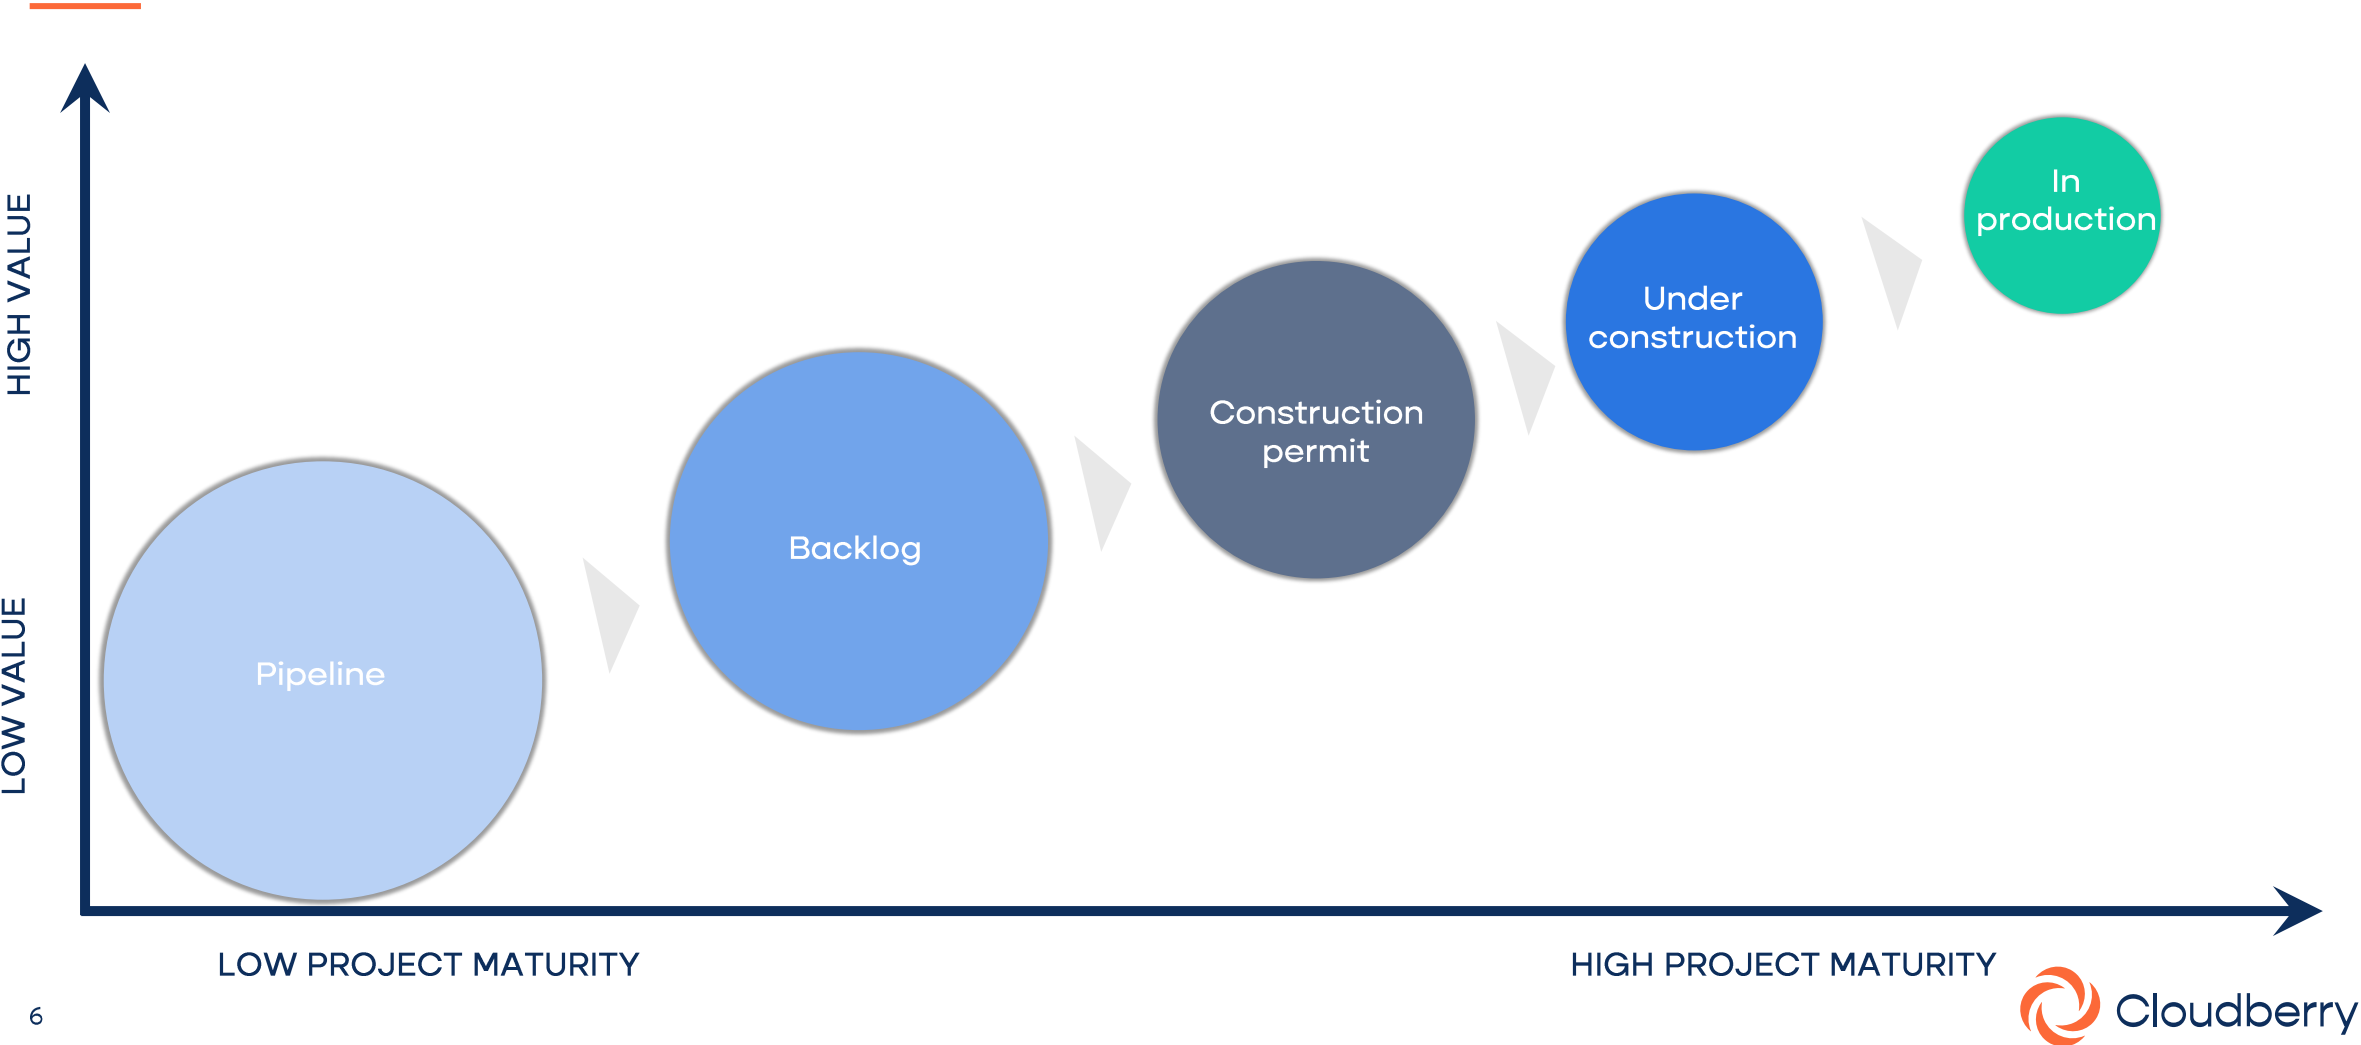 HIGH VALUE
LOW VALUE
In
production
Under
construction
Construction
permit
Backlog
Pipeline
LOW PROJECT MATURITY
HIGH PROJECT MATURITY
6
Cloudberry